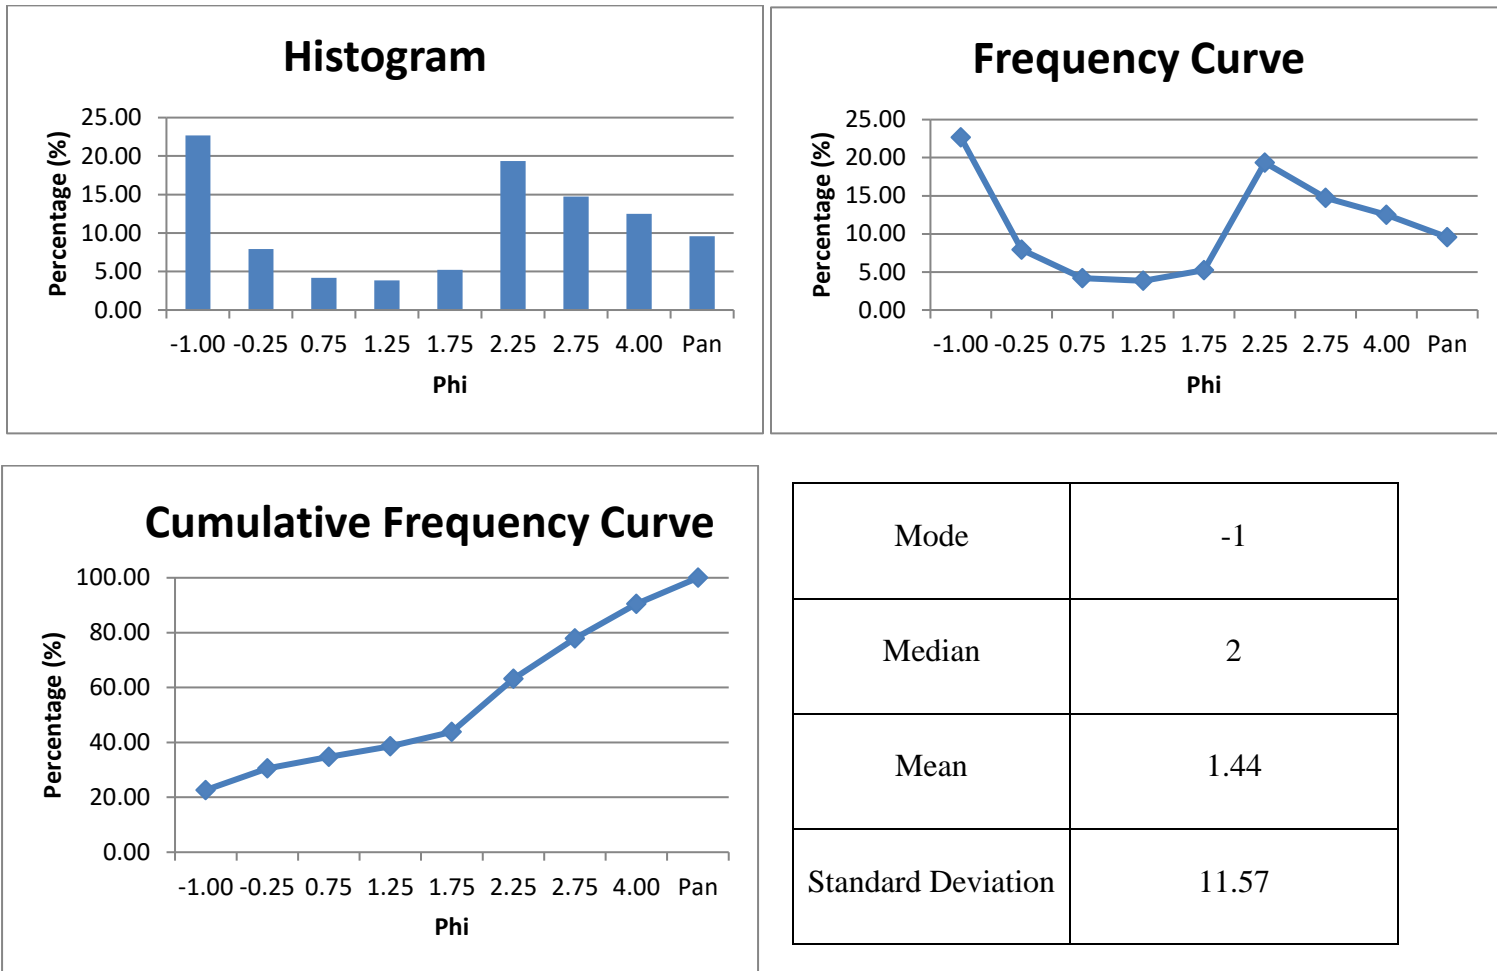 Histogram
25.00
20.00
15.00
10.00
5.00
0.00
Percentage (%)
-1.00 -0.25 0.75 1.25 1.75 2.25 2.75 4.00 Pan
Phi
Frequency Curve
25.00
20.00
15.00
10.00
5.00
0.00
Percentage (%)
-1.00 -0.25 0.75 1.25 1.75 2.25 2.75 4.00 Pan
Phi
Cumulative Frequency Curve
100.00
80.00
60.00
40.00
20.00
0.00
Percentage (%)
-1.00 -0.25 0.75 1.25 1.75 2.25 2.75 4.00 Pan
Phi
Mode -1
Median 2
Mean 1.44
Standard Deviation 11.57